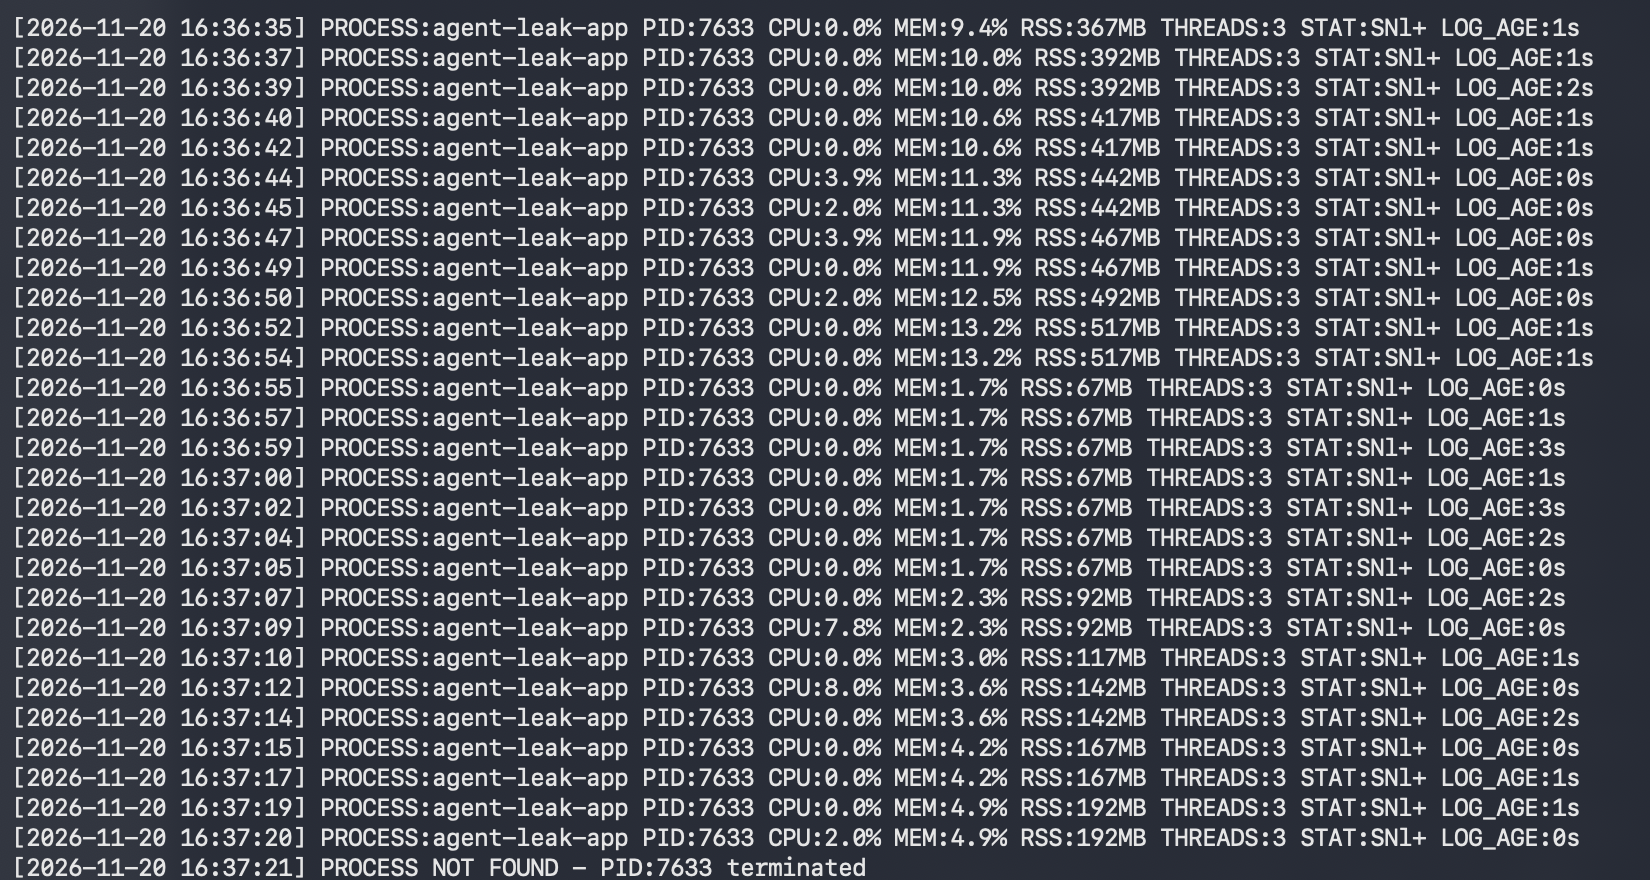 [2026-11-20 16:36:35] PROCESS:agent-leak-app PID:7633 CPU:0.0% MEM:9.4% RSS:367MB THREADS:3 STAT:SNl+ LOG_AGE:1s
[2026-11-20 16:36:37] PROCESS:agent-leak-app PID:7633 CPU:0.0% MEM:10.0% RSS:392MB THREADS:3 STAT:SNl+ LOG_AGE:1s
[2026-11-20 16:36:39] PROCESS:agent-leak-app PID:7633 CPU:0.0% MEM:10.0% RSS:392MB THREADS:3 STAT:SNl+ LOG_AGE:2s
[2026-11-20 16:36:40] PROCESS:agent-leak-app PID:7633 CPU:0.0% MEM:10.6% RSS:417MB THREADS:3 STAT:SNl+ LOG_AGE:1s
[2026-11-20 16:36:42] PROCESS:agent-leak-app PID:7633 CPU:0.0% MEM:10.6% RSS:417MB THREADS:3 STAT:SNl+ LOG_AGE:1s
[2026-11-20 16:36:44] PROCESS:agent-leak-app PID:7633 CPU:3.9% MEM:11.3% RSS:442MB THREADS:3 STAT:SNl+ LOG_AGE:0s
[2026-11-20 16:36:45] PROCESS:agent-leak-app PID:7633 CPU:2.0% MEM:11.3% RSS:442MB THREADS:3 STAT:SNl+ LOG_AGE:0s
[2026-11-20 16:36:47] PROCESS:agent-leak-app PID:7633 CPU:3.9% MEM:11.9% RSS:467MB THREADS:3 STAT:SNl+ LOG_AGE:0s
[2026-11-20 16:36:49] PROCESS:agent-leak-app PID:7633 CPU:0.0% MEM:11.9% RSS:467MB THREADS:3 STAT:SNl+ LOG_AGE:1s
[2026-11-20 16:36:50] PROCESS:agent-leak-app PID:7633 CPU:2.0% MEM:12.5% RSS:492MB THREADS:3 STAT:SNl+ LOG_AGE:0s
[2026-11-20 16:36:52] PROCESS:agent-leak-app PID:7633 CPU:0.0% MEM:13.2% RSS:517MB THREADS:3 STAT:SNl+ LOG_AGE:1s
[2026-11-20 16:36:54] PROCESS:agent-leak-app PID:7633 CPU:0.0% MEM:13.2% RSS:517MB THREADS:3 STAT:SNl+ LOG_AGE:1s
[2026-11-20 16:36:55] PROCESS:agent-leak-app PID:7633 CPU:0.0% MEM:1.7% RSS:67MB THREADS:3 STAT:SNl+ LOG_AGE:0s
[2026-11-20 16:36:57] PROCESS:agent-leak-app PID:7633 CPU:0.0% MEM:1.7% RSS:67MB THREADS:3 STAT:SNl+ LOG_AGE:1s
[2026-11-20 16:36:59] PROCESS:agent-leak-app PID:7633 CPU:0.0% MEM:1.7% RSS:67MB THREADS:3 STAT:SNl+ LOG_AGE:3s
[2026-11-20 16:37:00] PROCESS:agent-leak-app PID:7633 CPU:0.0% MEM:1.7% RSS:67MB THREADS:3 STAT:SNl+ LOG_AGE:1s
[2026-11-20 16:37:02] PROCESS:agent-leak-app PID:7633 CPU:0.0% MEM:1.7% RSS:67MB THREADS:3 STAT:SNl+ LOG_AGE:3s
[2026-11-20 16:37:04] PROCESS:agent-leak-app PID:7633 CPU:0.0% MEM:1.7% RSS:67MB THREADS:3 STAT:SNl+ LOG_AGE:2s
[2026-11-20 16:37:05] PROCESS:agent-leak-app PID:7633 CPU:0.0% MEM:1.7% RSS:67MB THREADS:3 STAT:SNl+ LOG_AGE:0s
[2026-11-20 16:37:07] PROCESS:agent-leak-app PID:7633 CPU:0.0% MEM:2.3% RSS:92MB THREADS:3 STAT:SNl+ LOG_AGE:2s
[2026-11-20 16:37:09] PROCESS:agent-leak-app PID:7633 CPU:7.8% MEM:2.3% RSS:92MB THREADS:3 STAT:SNl+ LOG_AGE:0s
[2026-11-20 16:37:10] PROCESS:agent-leak-app PID:7633 CPU:0.0% MEM:3.0% RSS:117MB THREADS:3 STAT:SNl+ LOG_AGE:1s
[2026-11-20 16:37:12] PROCESS:agent-leak-app PID:7633 CPU:8.0% MEM:3.6% RSS:142MB THREADS:3 STAT:SNl+ LOG_AGE:0s
[2026-11-20 16:37:14] PROCESS:agent-leak-app PID:7633 CPU:0.0% MEM:3.6% RSS:142MB THREADS:3 STAT:SNl+ LOG_AGE:2s
[2026-11-20 16:37:15] PROCESS:agent-leak-app PID:7633 CPU:0.0% MEM:4.2% RSS:167MB THREADS:3 STAT:SNl+ LOG_AGE:0s
[2026-11-20 16:37:17] PROCESS:agent-leak-app PID:7633 CPU:0.0% MEM:4.2% RSS:167MB THREADS:3 STAT:SNl+ LOG_AGE:1s
[2026-11-20 16:37:19] PROCESS:agent-leak-app PID:7633 CPU:0.0% MEM:4.9% RSS:192MB THREADS:3 STAT:SNl+ LOG_AGE:1s
[2026-11-20 16:37:20] PROCESS:agent-leak-app PID:7633 CPU:2.0% MEM:4.9% RSS:192MB THREADS:3 STAT:SNl+ LOG_AGE:0s
[2026-11-20 16:37:21] PROCESS NOT FOUND – PID:7633 terminated